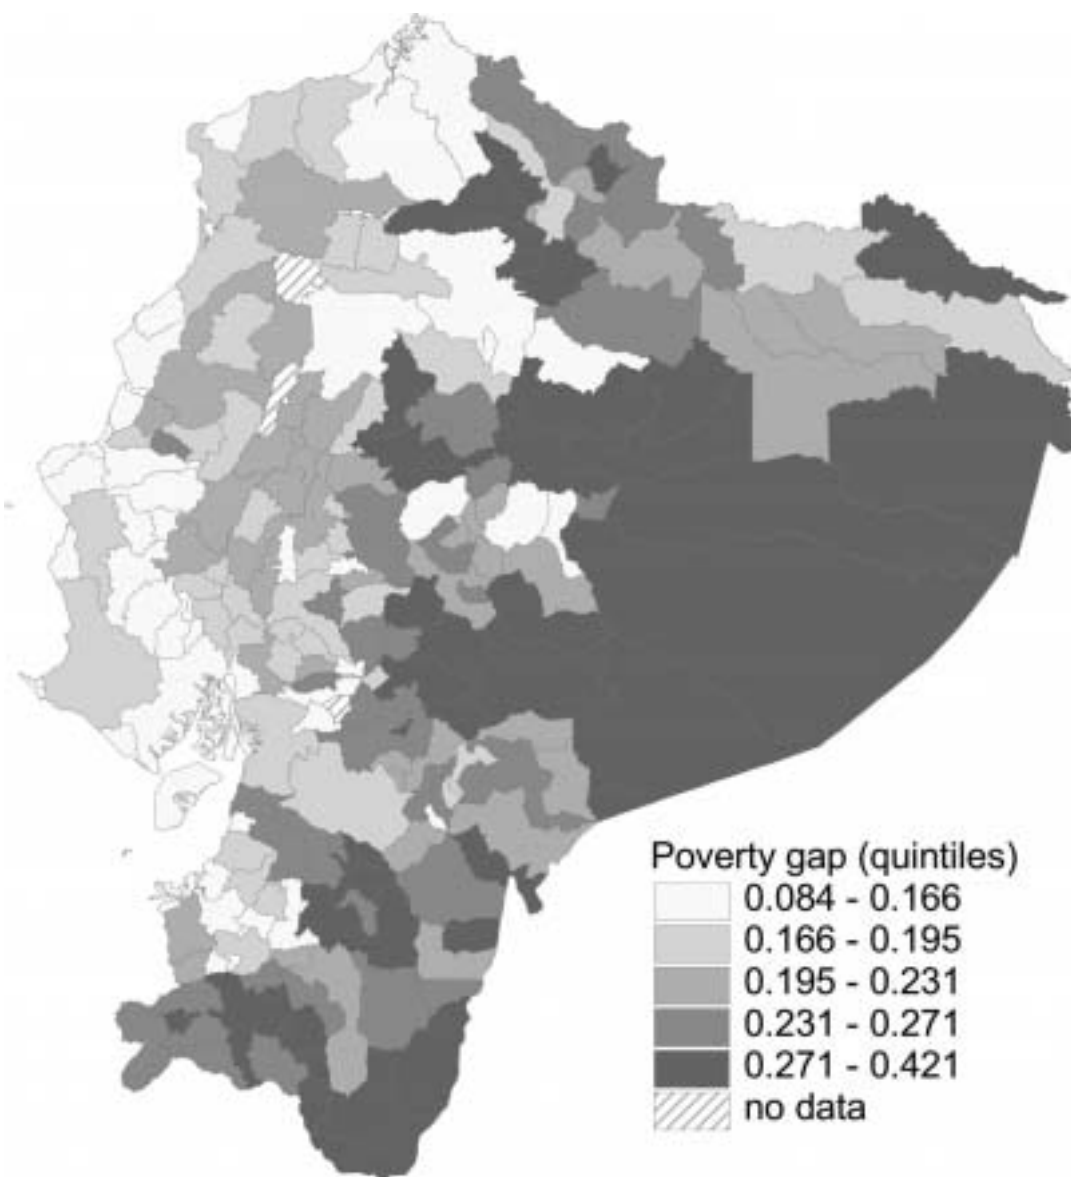 Poverty gap (quintiles)
0.084 - 0.166
0.166 - 0.195
0.195 - 0.231
0.231 - 0.271
0.271 - 0.421
no data